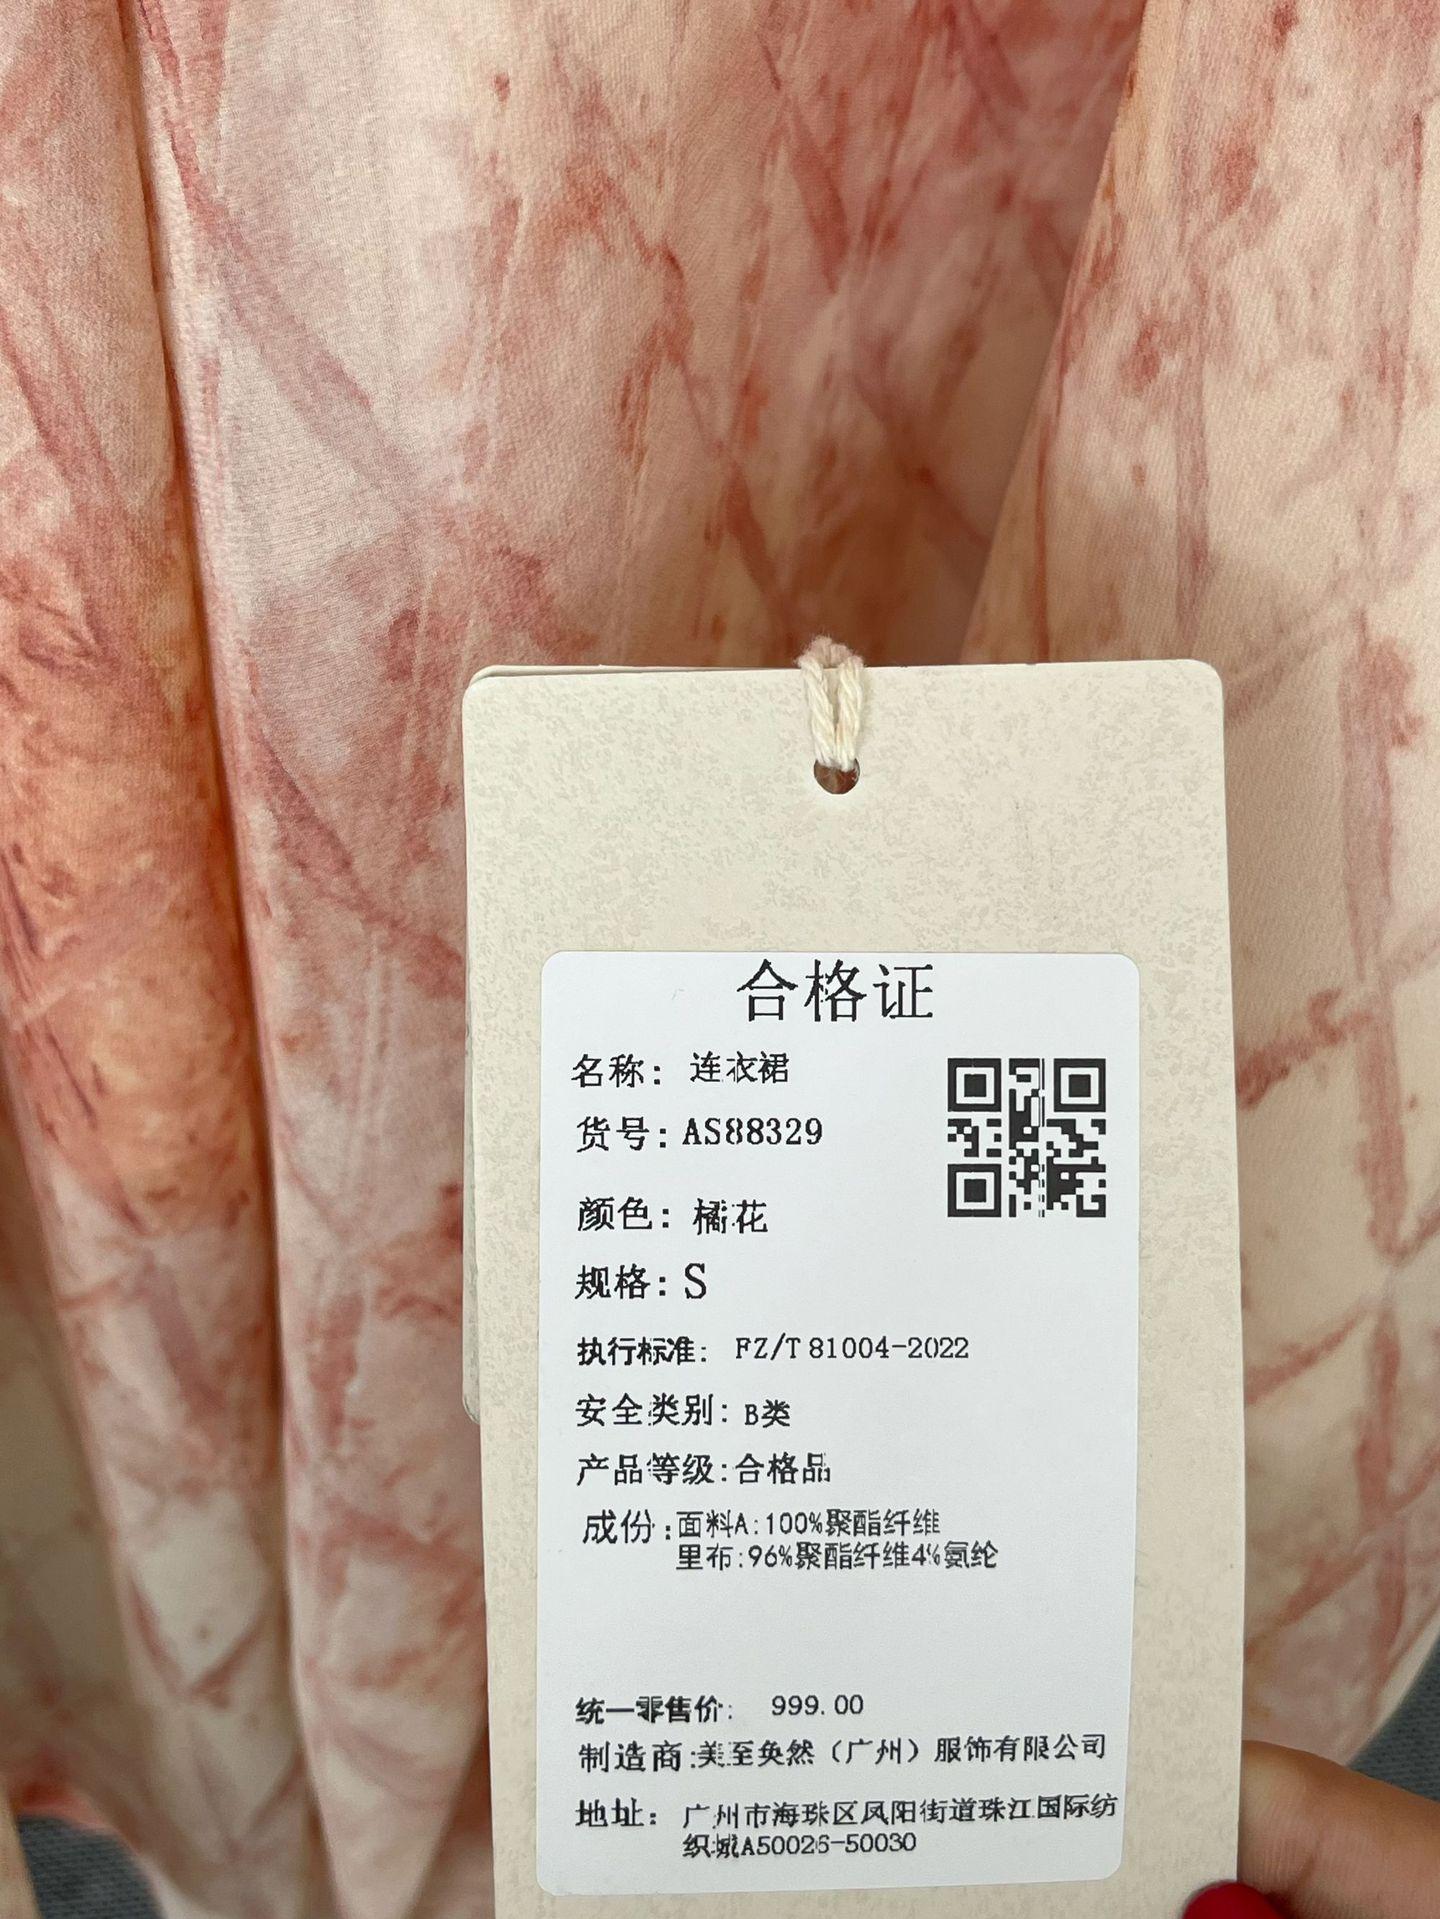 合格证
名称: 连衣裙
货号: AS88329
颜色: 橘花
规格: S
执行标准: FZ/T 81004-2022
安全类别: B类
产品等级:合格品
成份:面料A:100%聚酯纤维
里布:96%聚酯纤维4%氨纶
统一零售价: 999.00
制造商:美至奂然（广州）服饰有限公司
地址: 广州市海珠区凤阳街道珠江国际纺
织城A50026-50030